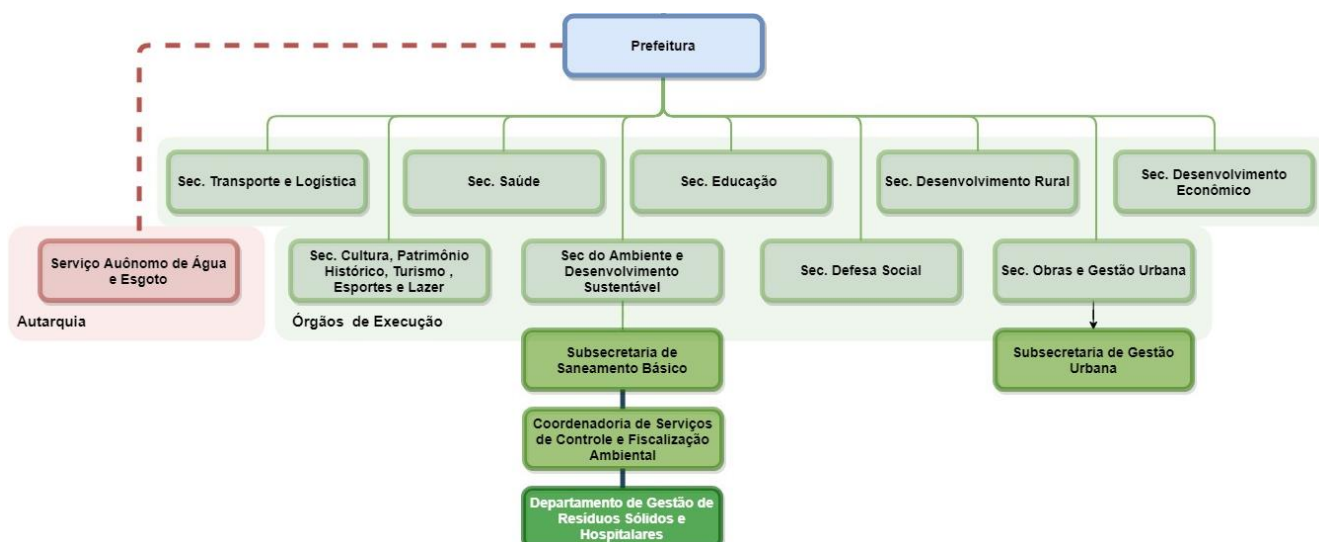 Prefeitura
Sec. Transporte e Logística
Sec. Saúde
Sec. Educação
Sec. Desenvolvimento Rural
Sec. Desenvolvimento
Econômico
Serviço Auônomo de Água
e Esgoto
Sec. Cultura, Patrimônio
Histórico, Turismo ,
Esportes e Lazer
Sec do Ambiente e
Desenvolvimento
Sustentável
Sec. Defesa Social
Sec. Obras e Gestão Urbana
Autarquia
Órgãos de Execução
Subsecretaria de
Saneamento Básico
Subsecretaria de Gestão
Urbana
Coordenadoria de Serviços
de Controle e Fiscalização
Ambiental
Departamento de Gestão de
Resíduos Sólidos e
Hospitalares